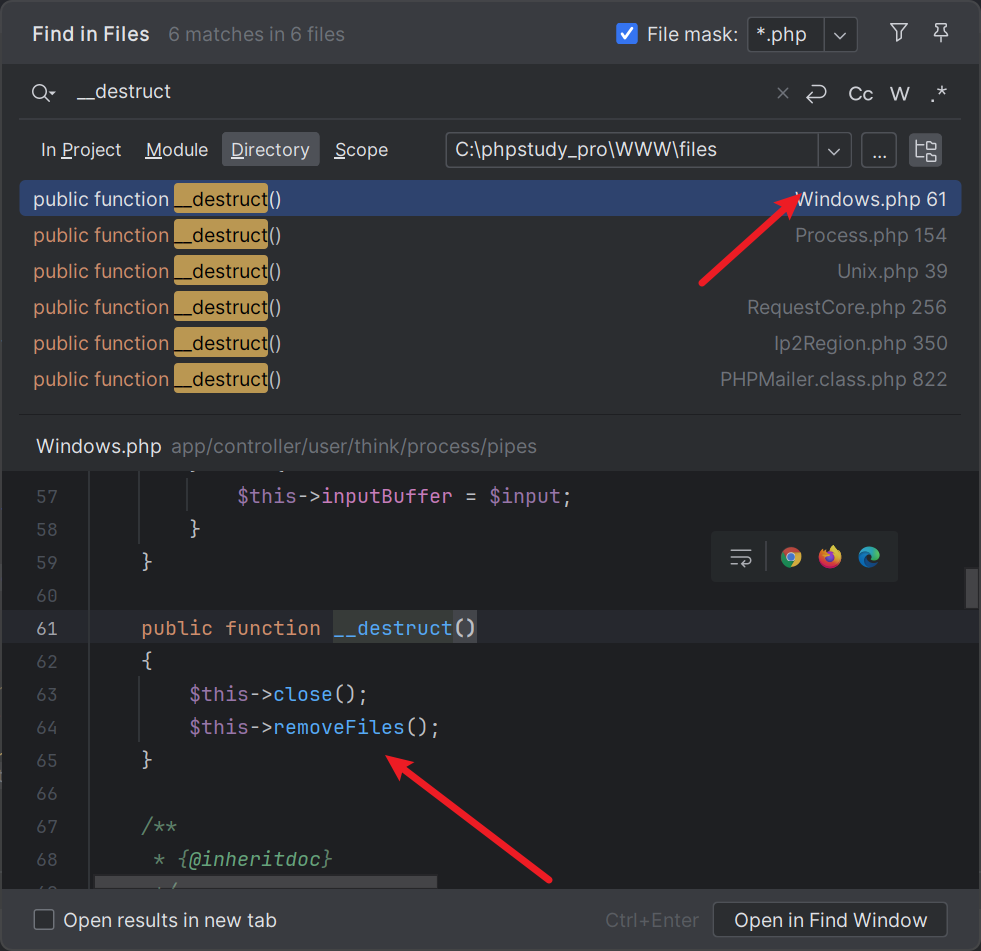 Find in Files 6 matches in 6 files File mask: *.php
__destruct Cc W .*
In Project Module Directory Scope C:\phpstudy_pro\WWW\files ...
public function __destruct() Windows.php 61
public function __destruct() Process.php 154
public function __destruct() Unix.php 39
public function __destruct() RequestCore.php 256
public function __destruct() Ip2Region.php 350
public function __destruct() PHPMailer.class.php 822
Windows.php app/controller/user/think/process/pipes
57 $this->inputBuffer = $input;
58 }
59 }
60
61 public function __destruct()
62 {
63 $this->close();
64 $this->removeFiles();
65 }
66
67 /**
68 * {@inheritdoc}
Open results in new tab Ctrl+Enter Open in Find Window